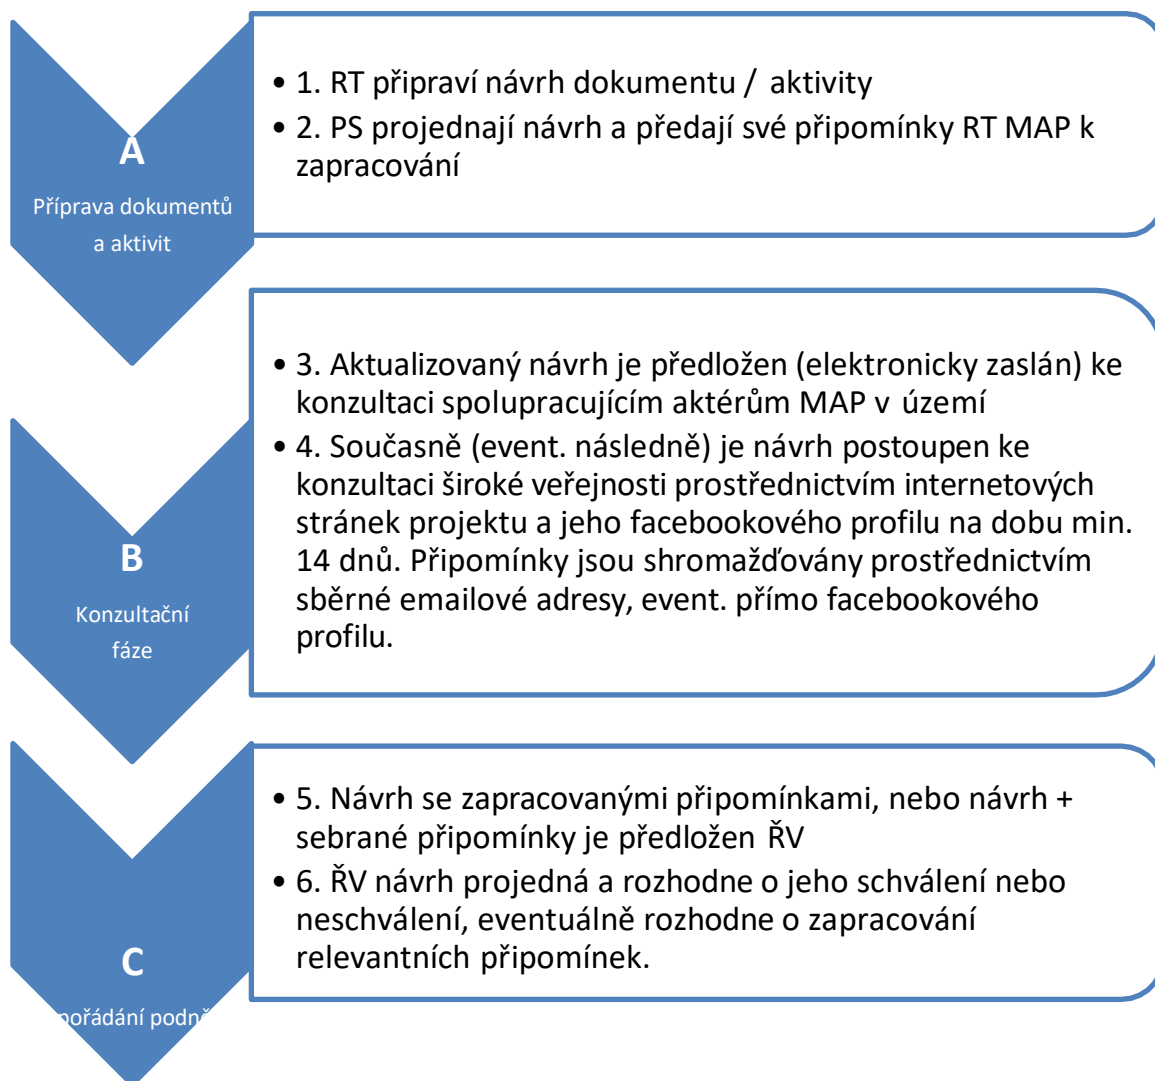 A
Příprava dokumentů
a aktivit
• 1. RT připraví návrh dokumentu / aktivity
• 2. PS projednají návrh a předají své připomínky RT MAP k
zapracování
B
Konzultační
fáze
• 3. Aktualizovaný návrh je předložen (elektronicky zaslán) ke
konzultaci spolupracujícím aktérům MAP v území
• 4. Současně (event. následně) je návrh postoupen ke
konzultaci široké veřejnosti prostřednictvím internetových
stránek projektu a jeho facebookového profilu na dobu min.
14 dnů. Připomínky jsou shromažďovány prostřednictvím
sběrné emailové adresy, event. přímo facebookového
profilu.
C
• 5. Návrh se zapracovanými připomínkami, nebo návrh +
sebrané připomínky je předložen ŘV
• 6. ŘV návrh projedná a rozhodne o jeho schválení nebo
neschválení, eventuálně rozhodne o zapracování
relevantních připomínek.